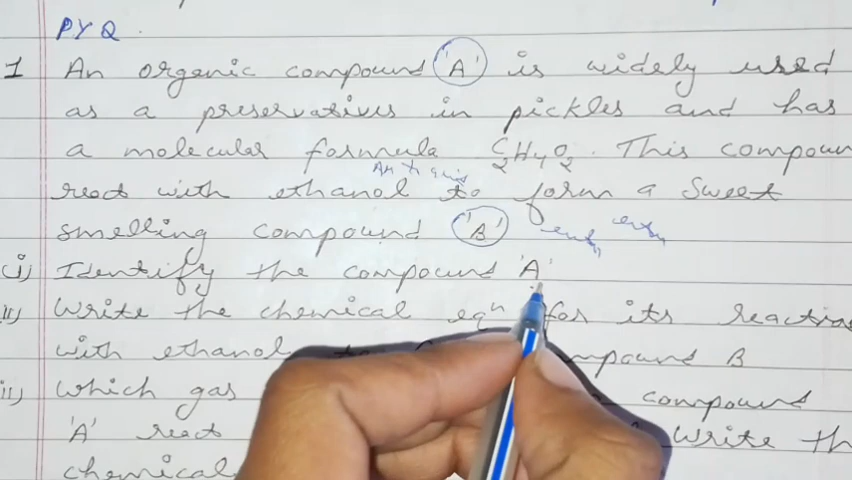 PYQ
1 An organic compound 'A' is widely used
as a preservatives in pickles and has
a molecular formula C2H4O2. This compoun
react with ethanol to form a sweet
smelling compound 'B'
(i) Identify the compound 'A'
ii) Write the chemical eqn for its reaction
with ethanol compound B
iii) Which gas compound
'A' react Write th
chemical